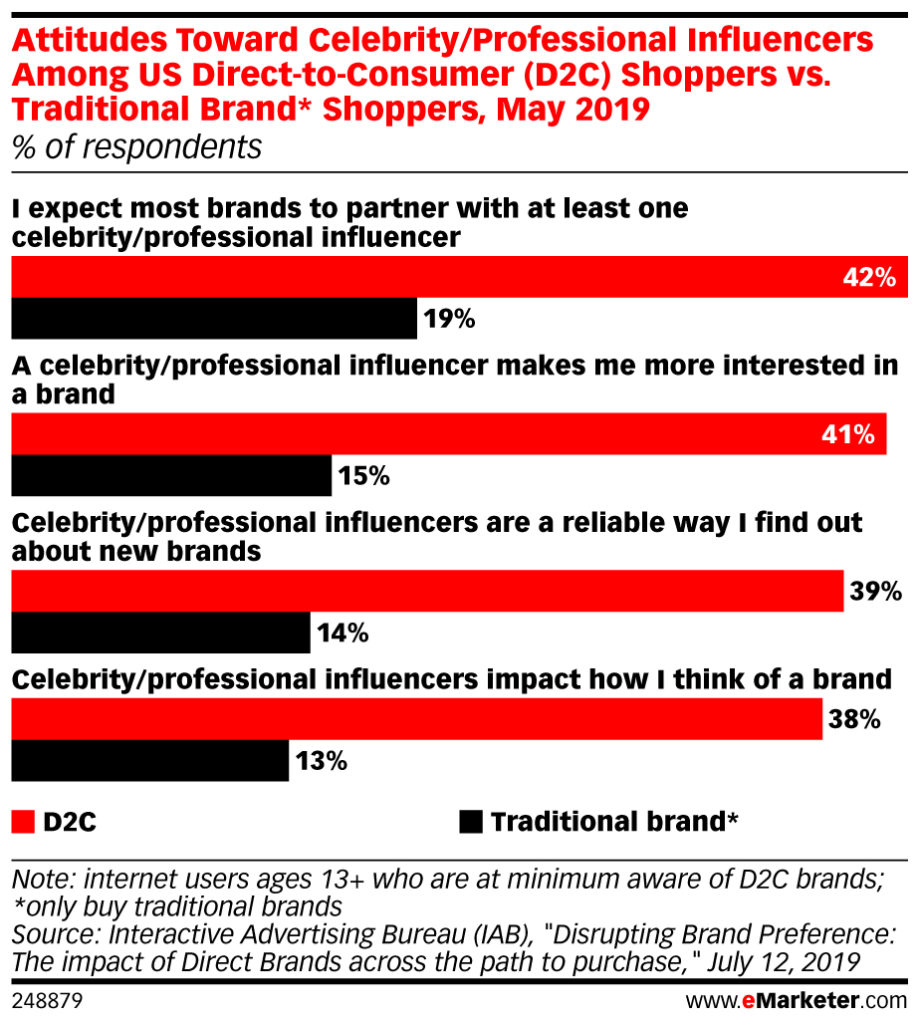 Attitudes Toward Celebrity/Professional Influencers
Among US Direct-to-Consumer (D2C) Shoppers vs.
Traditional Brand* Shoppers, May 2019
% of respondents
I expect most brands to partner with at least one
celebrity/professional influencer
42%
19%
A celebrity/professional influencer makes me more interested in
a brand
41%
15%
Celebrity/professional influencers are a reliable way I find out
about new brands
39%
14%
Celebrity/professional influencers impact how I think of a brand
38%
13%
D2C Traditional brand*
Note: internet users ages 13+ who are at minimum aware of D2C brands;
*only buy traditional brands
Source: Interactive Advertising Bureau (IAB), "Disrupting Brand Preference:
The impact of Direct Brands across the path to purchase," July 12, 2019
248879 www.eMarketer.com